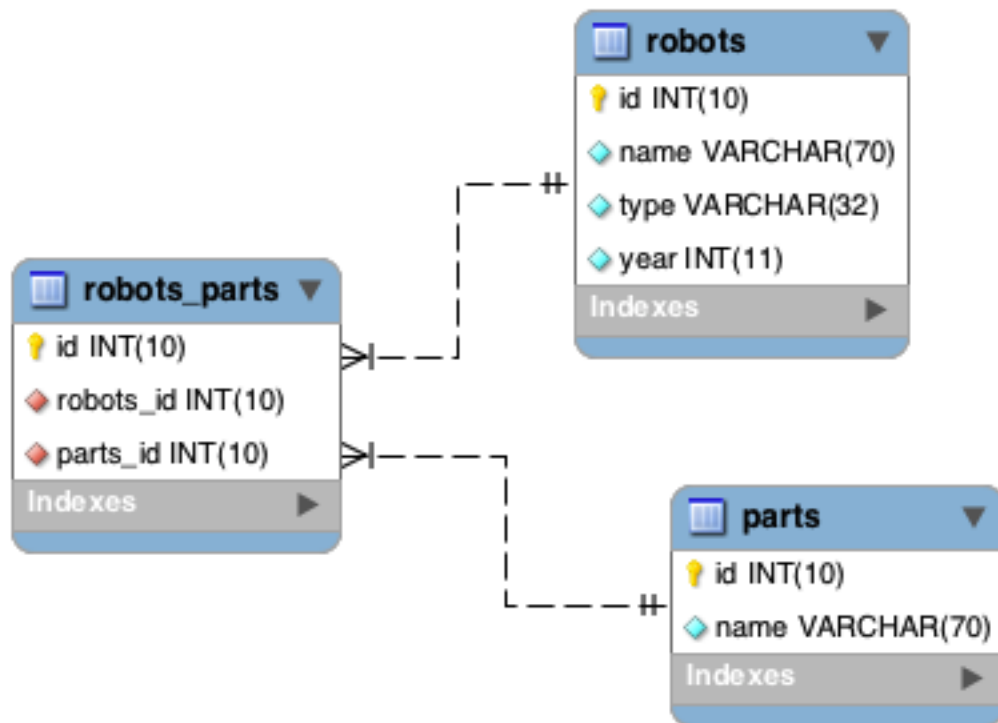 robots
id INT(10)
name VARCHAR(70)
type VARCHAR(32)
year INT(11)
Indexes
robots_parts
id INT(10)
robots_id INT(10)
parts_id INT(10)
Indexes
parts
id INT(10)
name VARCHAR(70)
Indexes